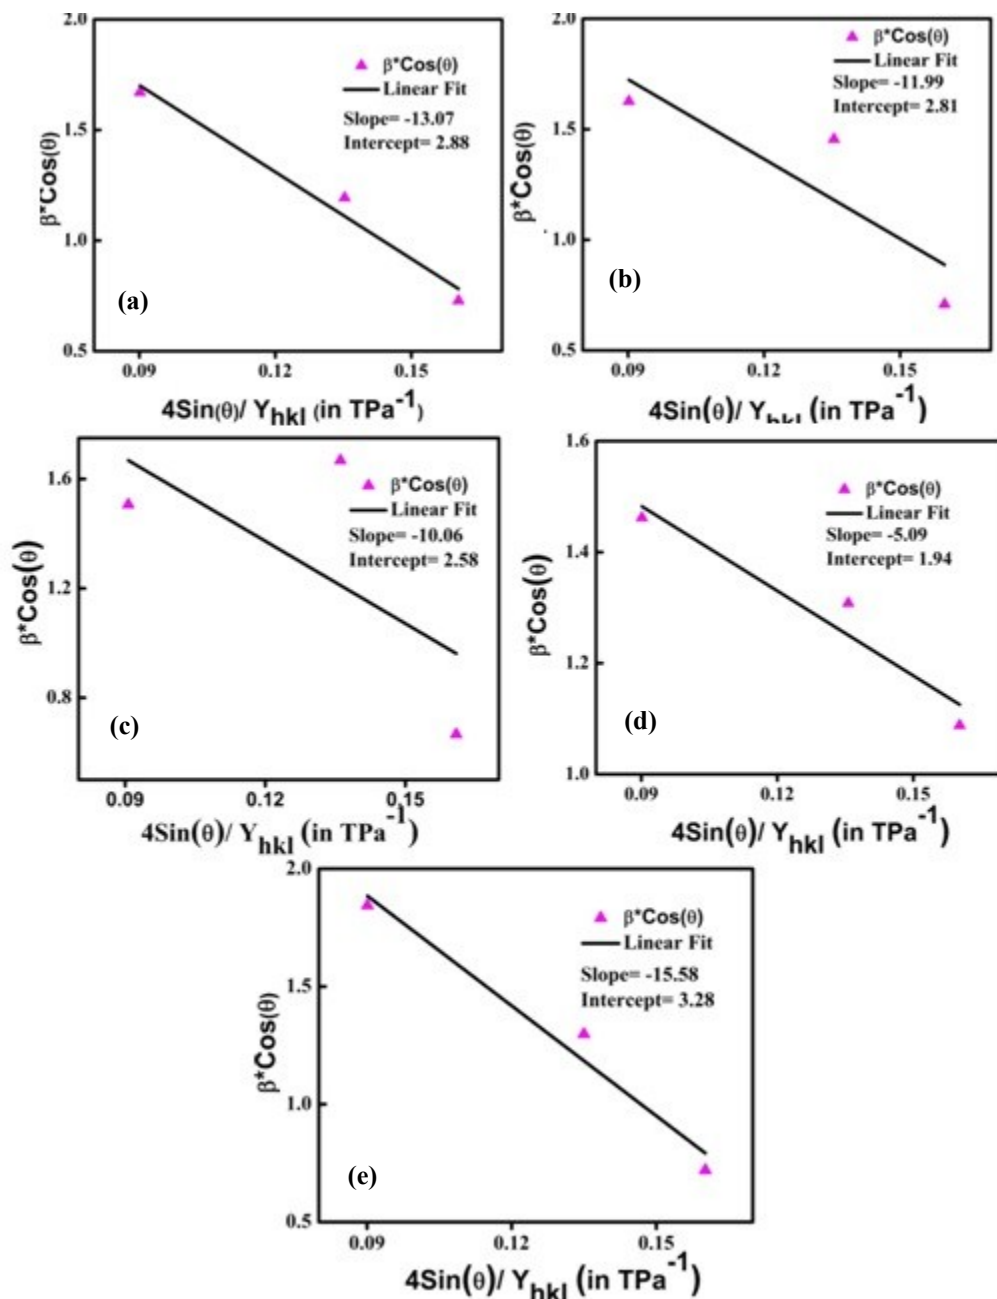 2.0
1.5
1.0
0.5
β*Cos(θ)
β*Cos(θ)
Linear Fit
Slope= -13.07
Intercept= 2.88
(a)
0.09 0.12 0.15
4Sin(θ)/ Yhkl (in TPa⁻¹)
2.0
1.5
1.0
0.5
β*Cos(θ)
β*Cos(θ)
Linear Fit
Slope= -11.99
Intercept= 2.81
(b)
0.09 0.12 0.15
4Sin(θ)/ Yhkl (in TPa⁻¹)
1.6
1.2
0.8
β*Cos(θ)
β*Cos(θ)
Linear Fit
Slope= -10.06
Intercept= 2.58
(c)
0.09 0.12 0.15
4Sin(θ)/ Yhkl (in TPa⁻¹)
1.6
1.4
1.2
1.0
β*Cos(θ)
β*Cos(θ)
Linear Fit
Slope= -5.09
Intercept= 1.94
(d)
0.09 0.12 0.15
4Sin(θ)/ Yhkl (in TPa⁻¹)
2.0
1.5
1.0
0.5
β*Cos(θ)
β*Cos(θ)
Linear Fit
Slope= -15.58
Intercept= 3.28
(e)
0.09 0.12 0.15
4Sin(θ)/ Yhkl (in TPa⁻¹)